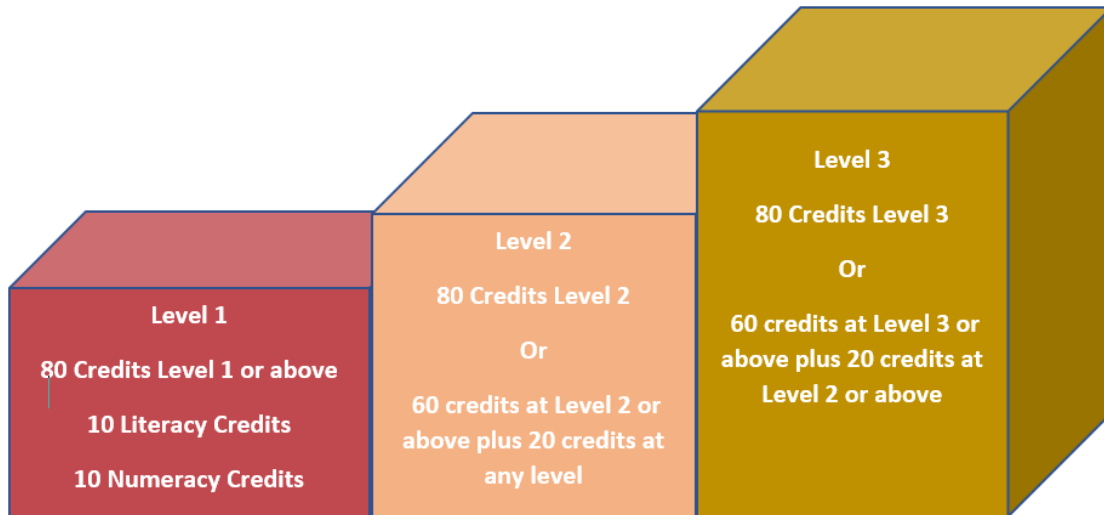 Level 1
80 Credits Level 1 or above
10 Literacy Credits
10 Numeracy Credits
Level 2
80 Credits Level 2
Or
60 credits at Level 2 or
above plus 20 credits at
any level
Level 3
80 Credits Level 3
Or
60 credits at Level 3 or
above plus 20 credits at
Level 2 or above